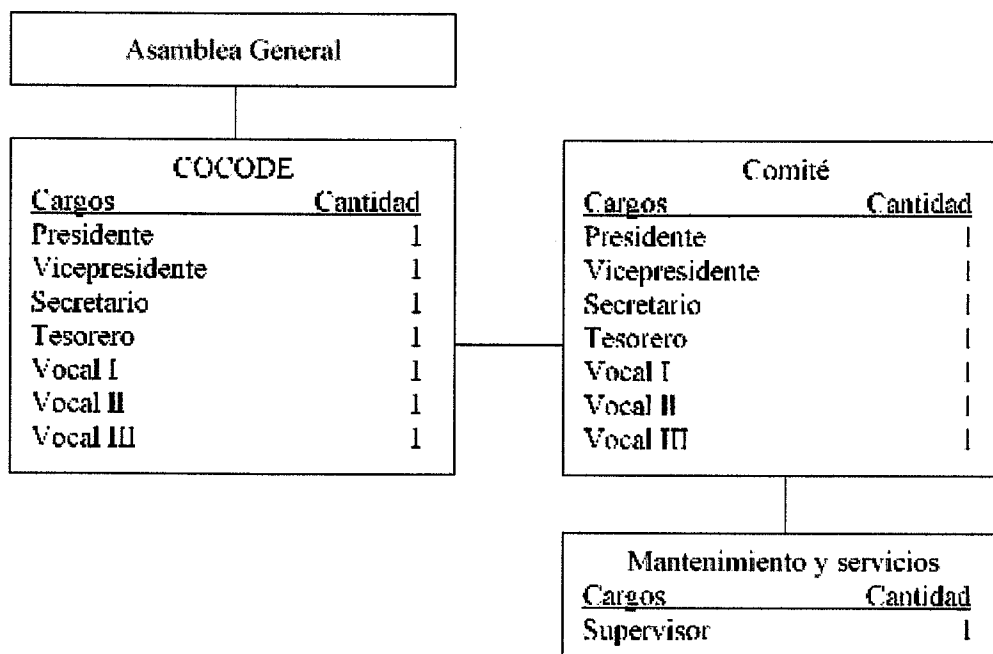 Asamblea General
COCODE
Cargos Cantidad
Presidente 1
Vicepresidente 1
Secretario 1
Tesorero 1
Vocal I 1
Vocal II 1
Vocal III 1
Comité
Cargos Cantidad
Presidente 1
Vicepresidente 1
Secretario 1
Tesorero 1
Vocal I 1
Vocal II 1
Vocal III 1
Mantenimiento y servicios
Cargos Cantidad
Supervisor 1